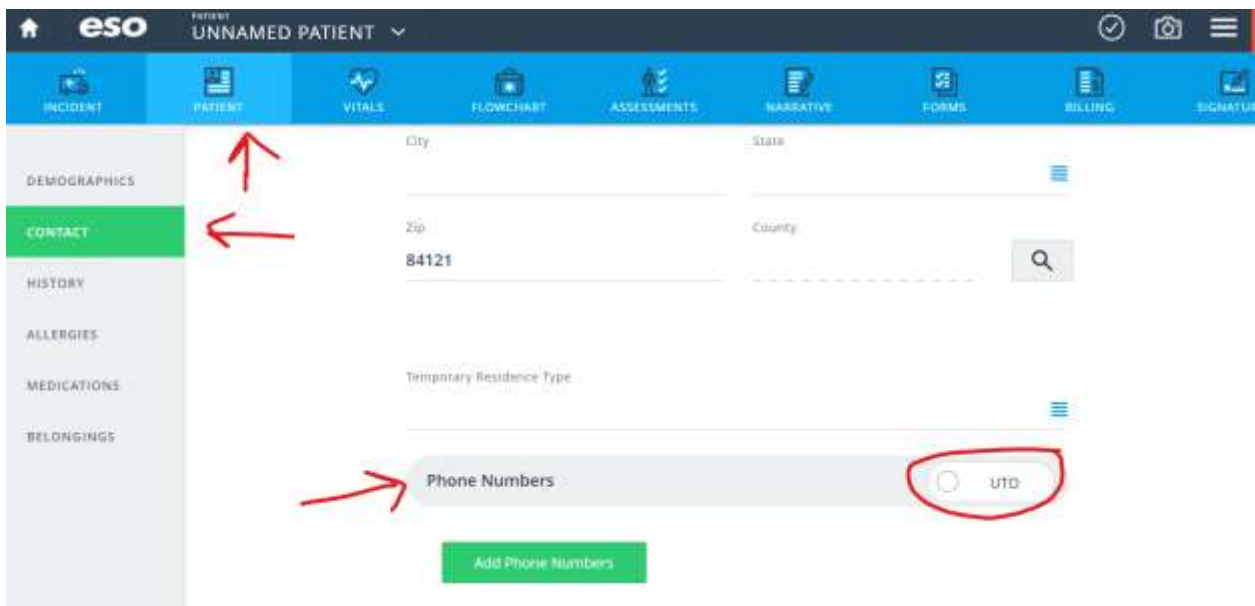 eso
PATIENT
UNNAMED PATIENT
INCIDENT
PATIENT
VITALS
FLOWCHART
ASSESSMENTS
NARRATIVE
FORMS
BILLING
SIGNATUR
DEMOGRAPHICS
CONTACT
HISTORY
ALLERGIES
MEDICATIONS
BELONGINGS
City
State
Zip
County
84121
Temporary Residence Type
Phone Numbers
UTD
Add Phone Numbers